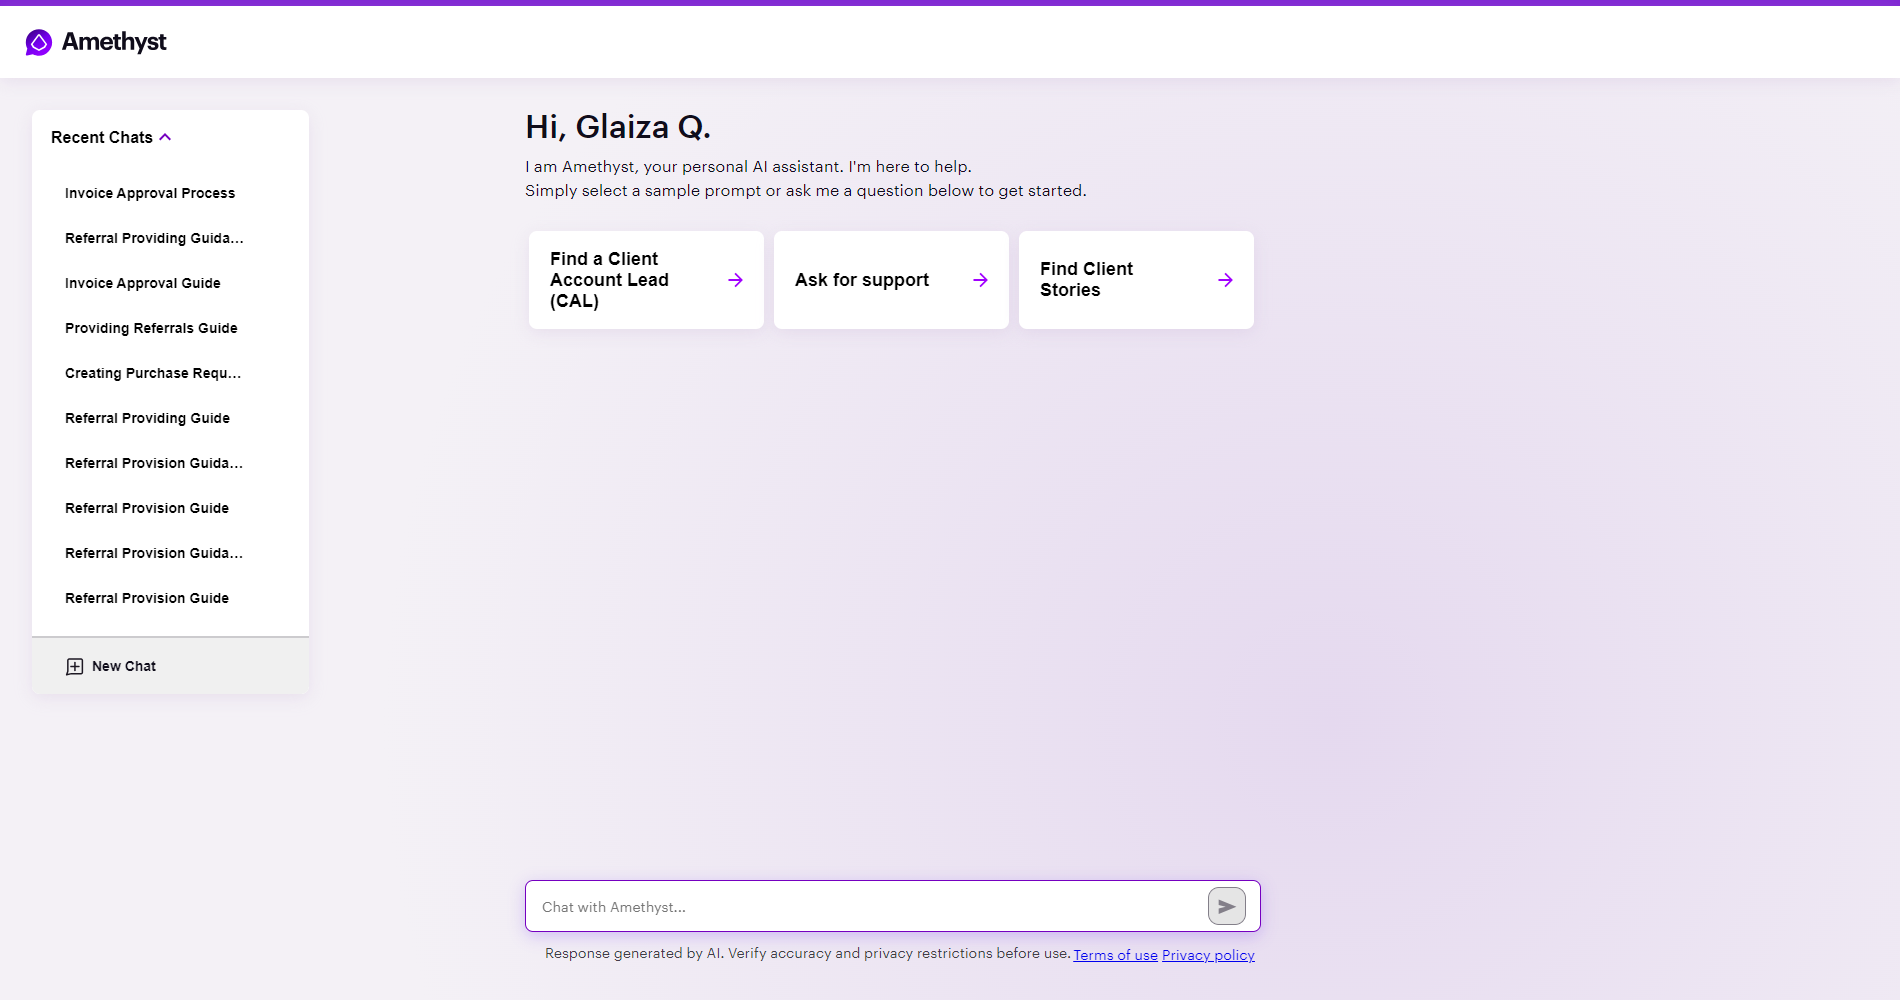 Amethyst
Recent Chats
Invoice Approval Process
Referral Providing Guida...
Invoice Approval Guide
Providing Referrals Guide
Creating Purchase Requ...
Referral Providing Guide
Referral Provision Guida...
Referral Provision Guide
Referral Provision Guida...
Referral Provision Guide
New Chat
Hi, Glaiza Q.
I am Amethyst, your personal AI assistant. I'm here to help.
Simply select a sample prompt or ask me a question below to get started.
Find a Client
Account Lead
(CAL)
Ask for support
Find Client
Stories
Chat with Amethyst...
Response generated by AI. Verify accuracy and privacy restrictions before use. Terms of use Privacy policy